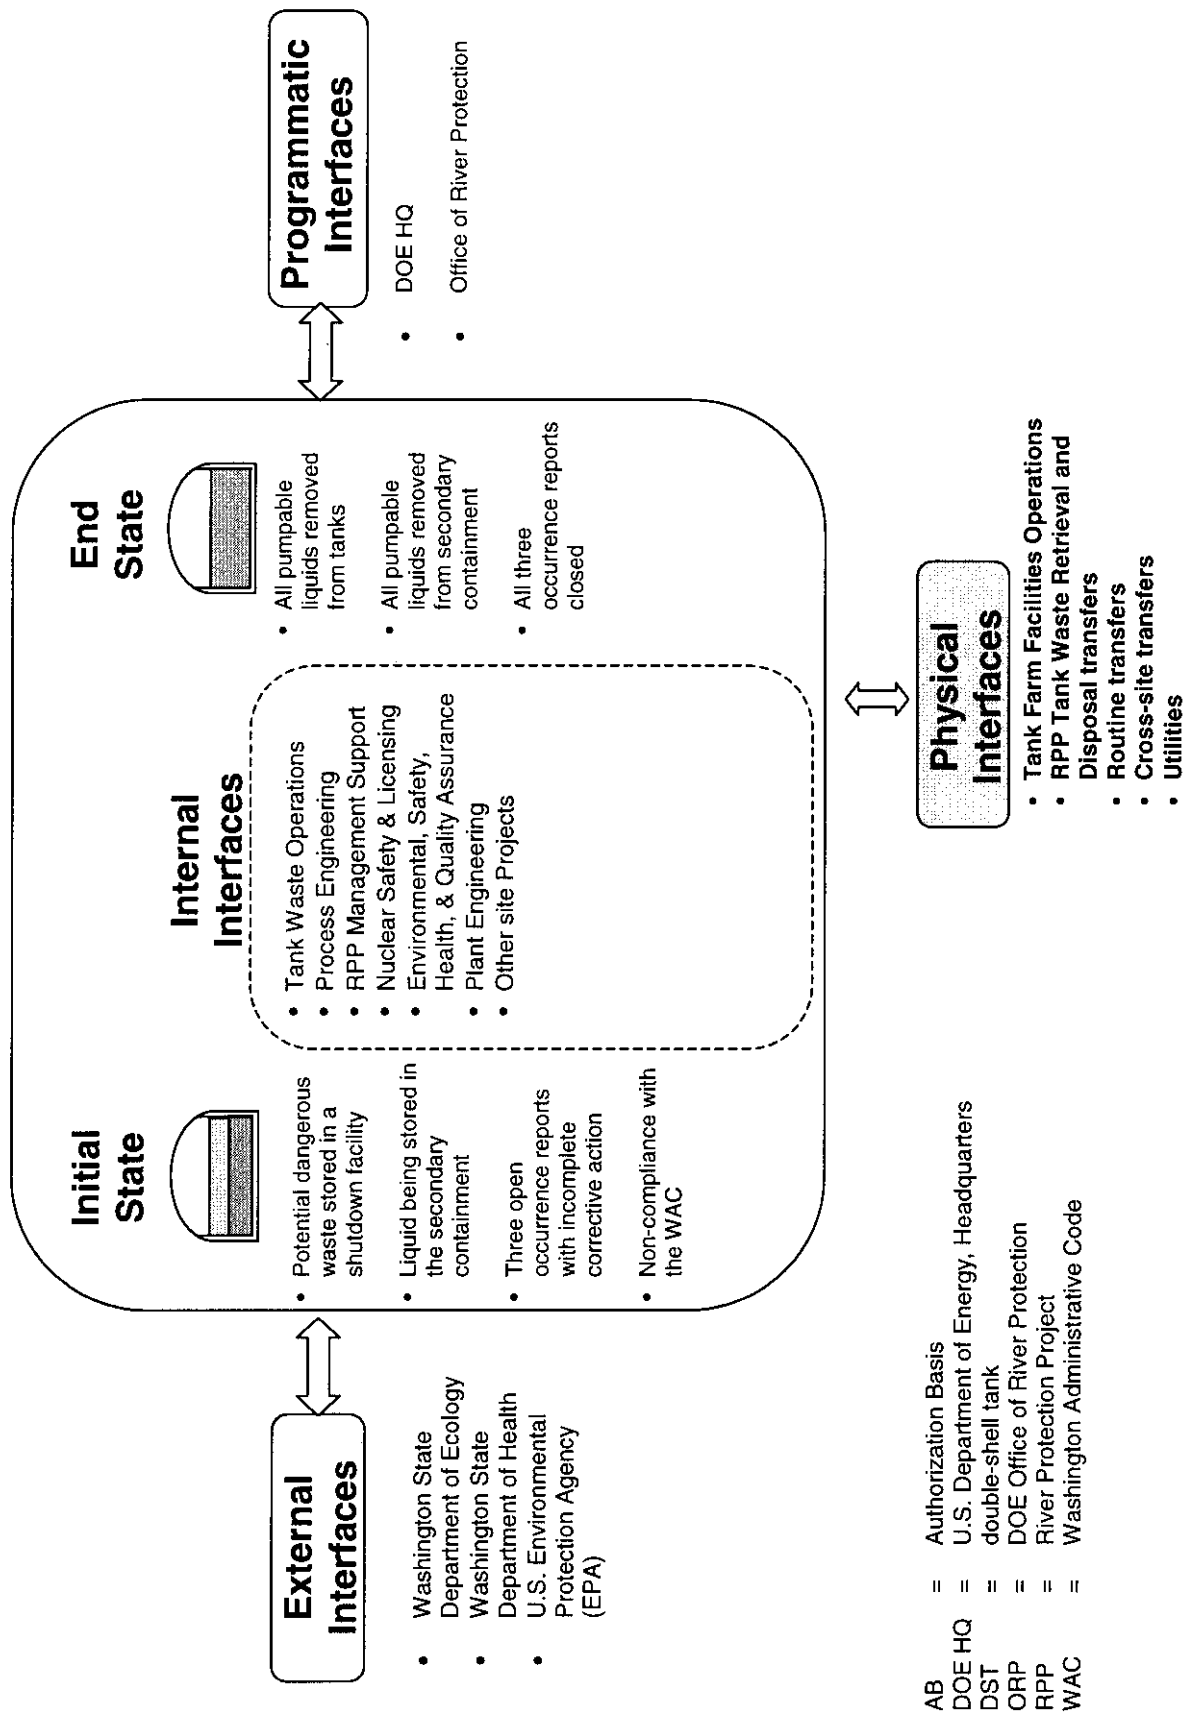 External
Interfaces
• Washington State
Department of Ecology
• Washington State
Department of Health
• U.S. Environmental
Protection Agency
(EPA)
Initial
State
• Potential dangerous
waste stored in a
shutdown facility
• Liquid being stored in
the secondary
containment
• Three open
occurrence reports
with incomplete
corrective action
• Non-compliance with
the WAC
Internal
Interfaces
• Tank Waste Operations
• Process Engineering
• RPP Management Support
• Nuclear Safety & Licensing
• Environmental, Safety,
Health, & Quality Assurance
• Plant Engineering
• Other site Projects
End
State
• All pumpable
liquids removed
from tanks
• All pumpable
liquids removed
from secondary
containment
• All three
occurrence reports
closed
Programmatic
Interfaces
• DOE HQ
• Office of River Protection
Physical
Interfaces
• Tank Farm Facilities Operations
• RPP Tank Waste Retrieval and
Disposal transfers
• Routine transfers
• Cross-site transfers
• Utilities
AB = Authorization Basis
DOE HQ = U.S. Department of Energy, Headquarters
DST = double-shell tank
ORP = DOE Office of River Protection
RPP = River Protection Project
WAC = Washington Administrative Code